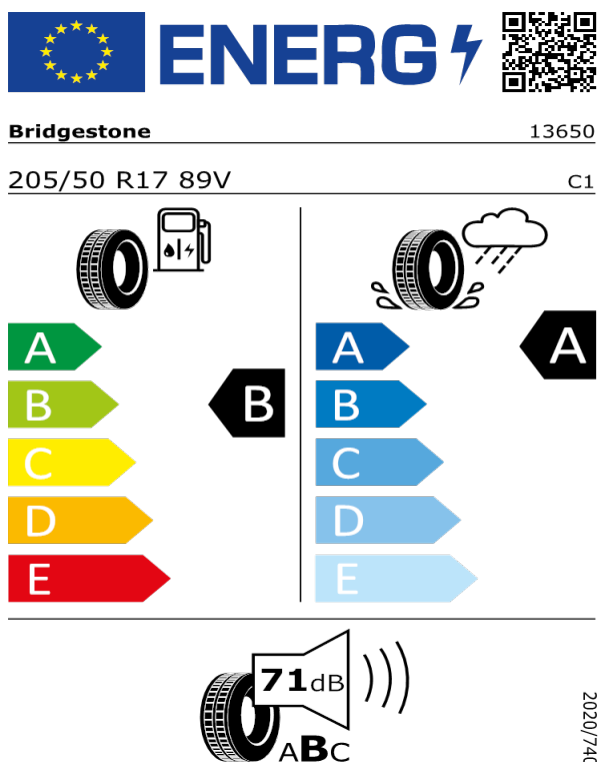 ENERG
Bridgestone 13650
205/50 R17 89V C1
A A A
B B B
C C
D D
E E
71dB
ABC
2020/740